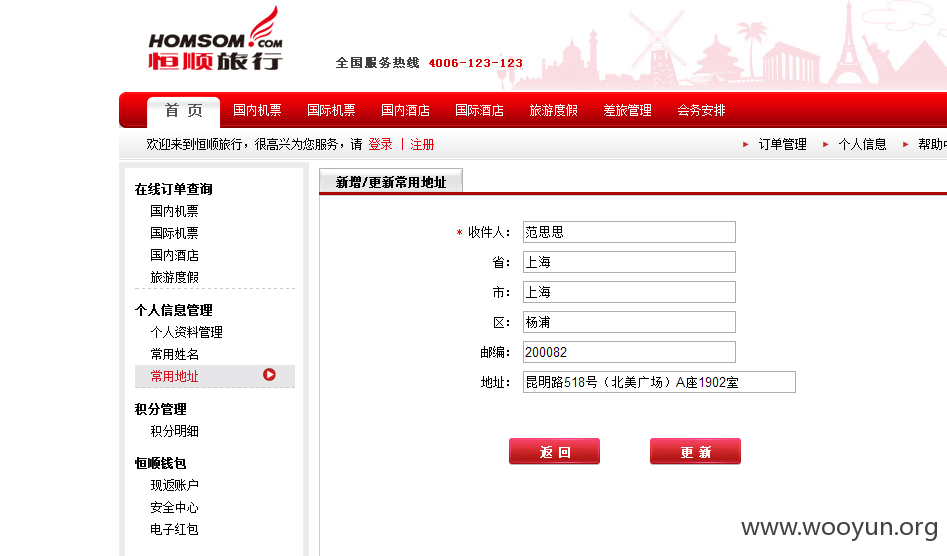 HOMSOM.COM
恒顺旅行
全国服务热线 4006-123-123
首 页 国内机票 国际机票 国内酒店 国际酒店 旅游度假 差旅管理 会务安排
欢迎来到恒顺旅行，很高兴为您服务，请 登录 | 注册 订单管理 个人信息 帮助中
在线订单查询
国内机票
国际机票
国内酒店
旅游度假
个人信息管理
个人资料管理
常用姓名
常用地址
积分管理
积分明细
恒顺钱包
现返账户
安全中心
电子红包
新增/更新常用地址
* 收件人： 范思思
省： 上海
市： 上海
区： 杨浦
邮编： 200082
地址： 昆明路518号（北美广场）A座1902室
返 回 更 新
www.wooyun.org